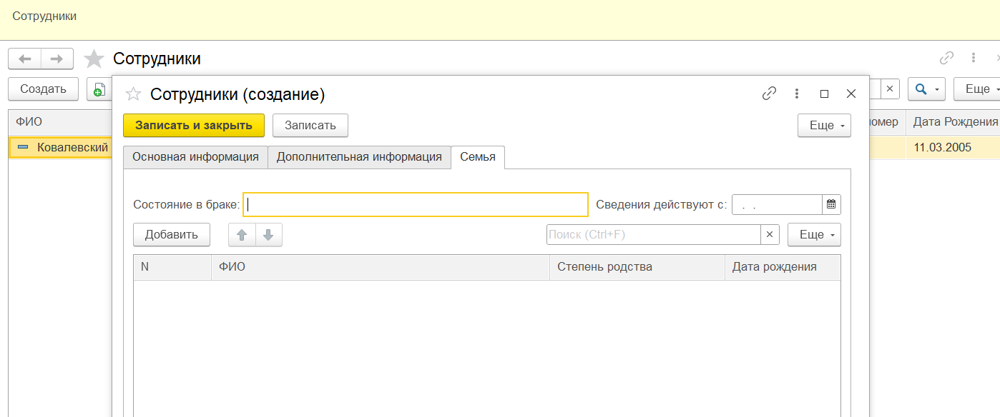 Сотрудники
Сотрудники
Создать
Еще
ФИО
Дата Рождения
Ковалевский
11.03.2005
Сотрудники (создание)
Записать и закрыть
Записать
Еще
Основная информация
Дополнительная информация
Семья
Состояние в браке:
Сведения действуют с:
. .
Добавить
Поиск (Ctrl+F)
Еще
N
ФИО
Степень родства
Дата рождения